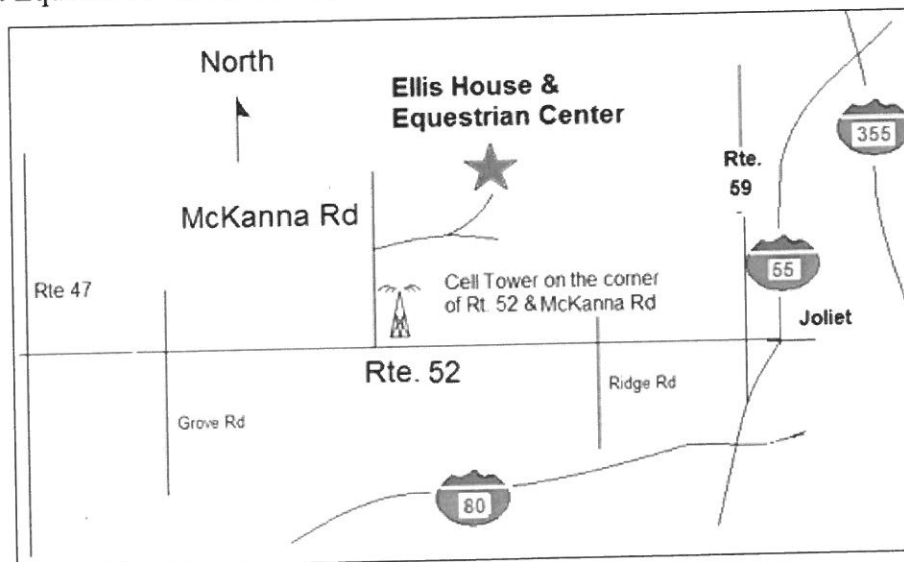 North
Ellis House &
Equestrian Center
355
Rte.
59
McKanna Rd
55
Rte 47
Cell Tower on the corner
of Rt. 52 & McKanna Rd
Joliet
Rte. 52
Ridge Rd
Grove Rd
80